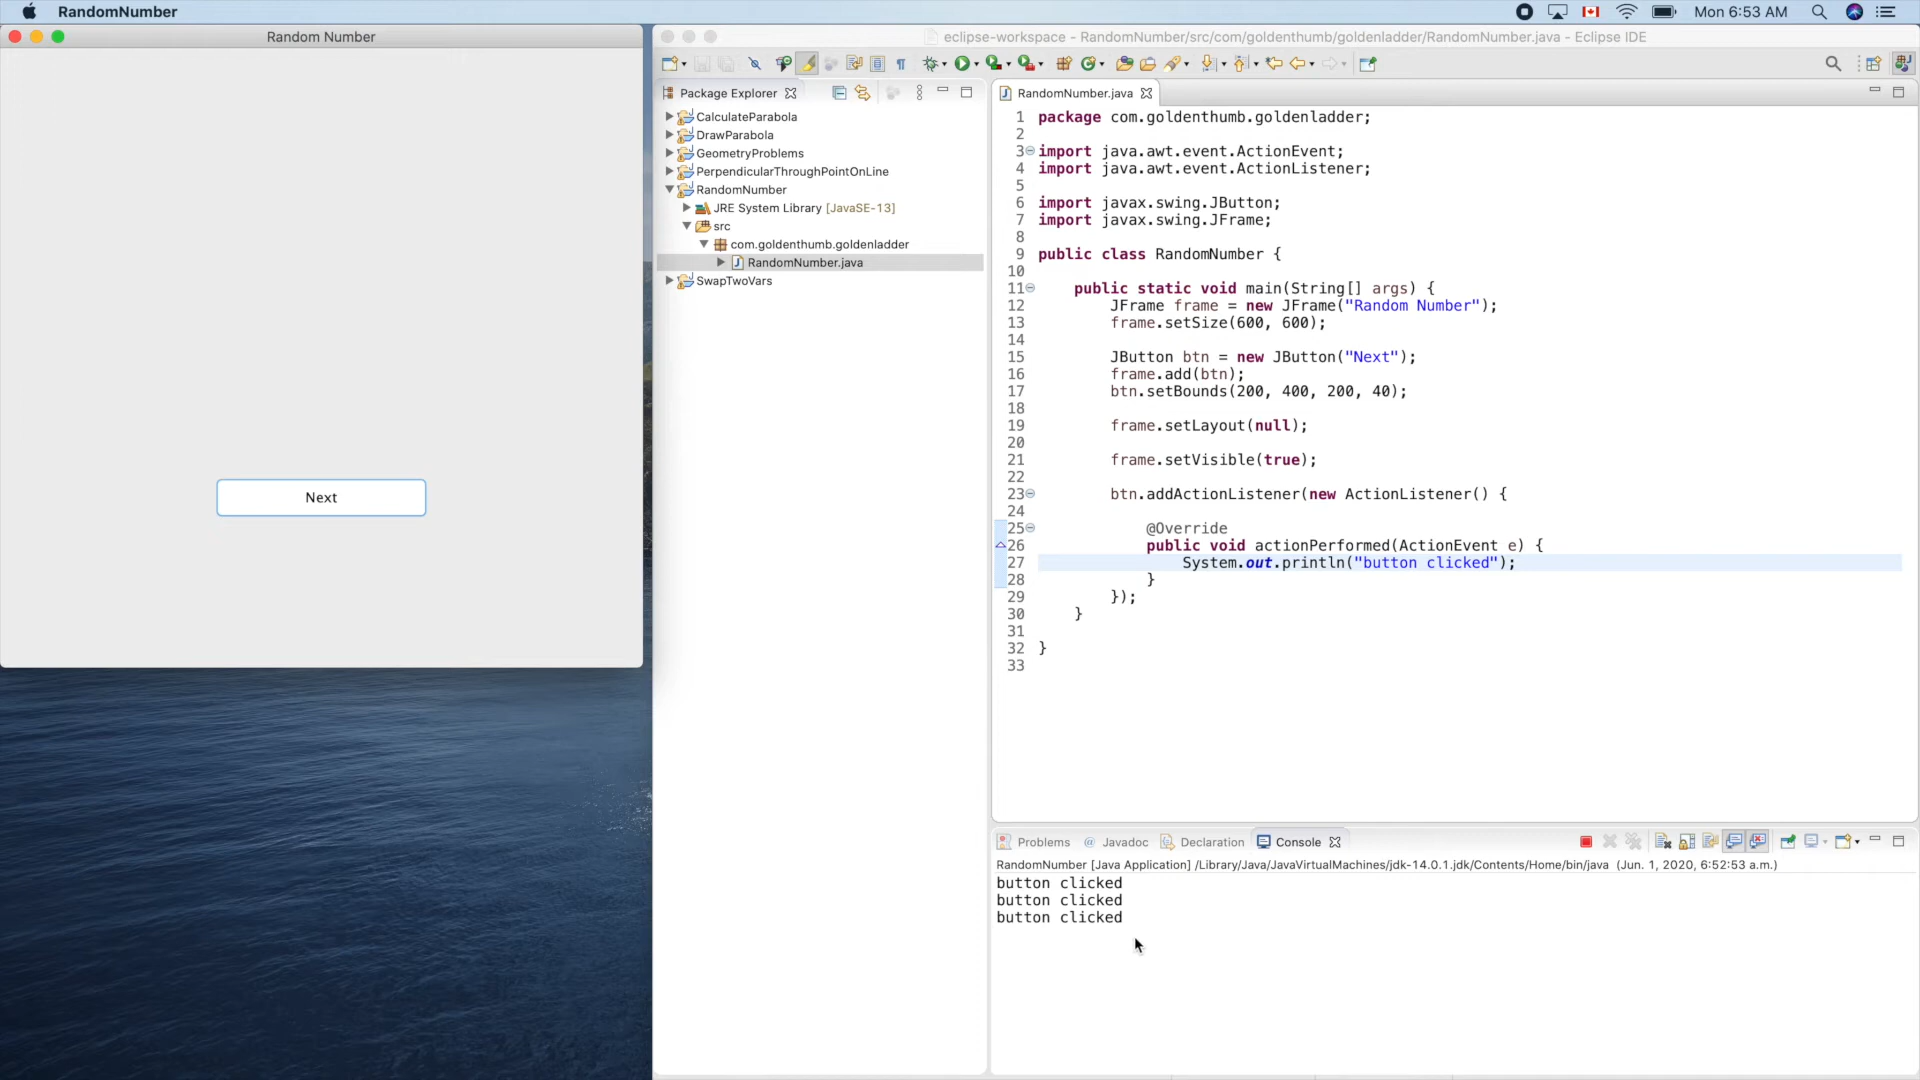 RandomNumber
Mon 6:53 AM
Random Number
Next
eclipse-workspace - RandomNumber/src/com/goldenthumb/goldenladder/RandomNumber.java - Eclipse IDE
Package Explorer
CalculateParabola
DrawParabola
GeometryProblems
PerpendicularThroughPointOnLine
RandomNumber
JRE System Library [JavaSE-13]
src
com.goldenthumb.goldenladder
RandomNumber.java
SwapTwoVars
RandomNumber.java
1 package com.goldenthumb.goldenladder;
2
3 import java.awt.event.ActionEvent;
4 import java.awt.event.ActionListener;
5
6 import javax.swing.JButton;
7 import javax.swing.JFrame;
8
9 public class RandomNumber {
10
11 public static void main(String[] args) {
12 JFrame frame = new JFrame("Random Number");
13 frame.setSize(600, 600);
14
15 JButton btn = new JButton("Next");
16 frame.add(btn);
17 btn.setBounds(200, 400, 200, 40);
18
19 frame.setLayout(null);
20
21 frame.setVisible(true);
22
23 btn.addActionListener(new ActionListener() {
24
25 @Override
26 public void actionPerformed(ActionEvent e) {
27 System.out.println("button clicked");
28 }
29 });
30 }
31
32 }
33
Problems @ Javadoc Declaration Console
RandomNumber [Java Application] /Library/Java/JavaVirtualMachines/jdk-14.0.1.jdk/Contents/Home/bin/java (Jun. 1, 2020, 6:52:53 a.m.)
button clicked
button clicked
button clicked